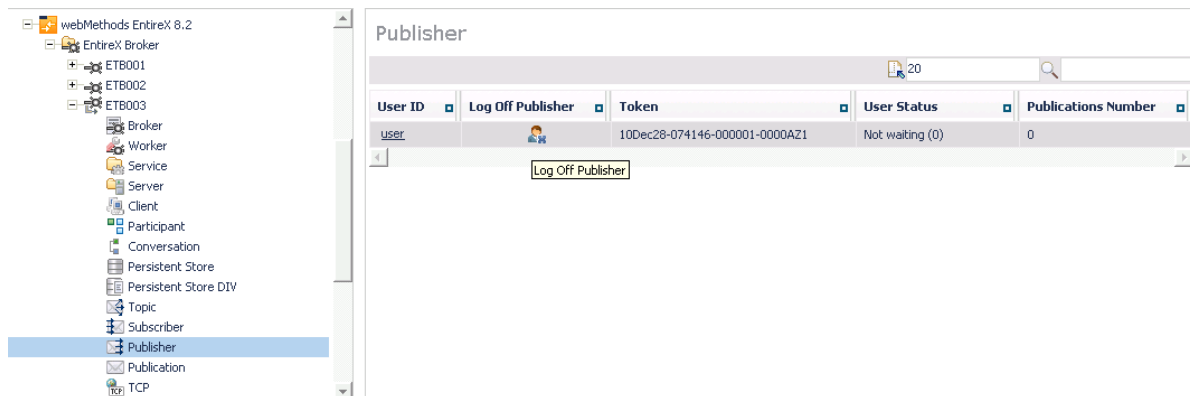 webMethods EntireX 8.2
EntireX Broker
ETB001
ETB002
ETB003
Broker
Worker
Service
Server
Client
Participant
Conversation
Persistent Store
Persistent Store DIV
Topic
Subscriber
Publisher
Publication
TCP
Publisher
20
User ID Log Off Publisher Token User Status Publications Number
user 10Dec28-074146-000001-0000AZ1 Not waiting (0) 0
Log Off Publisher